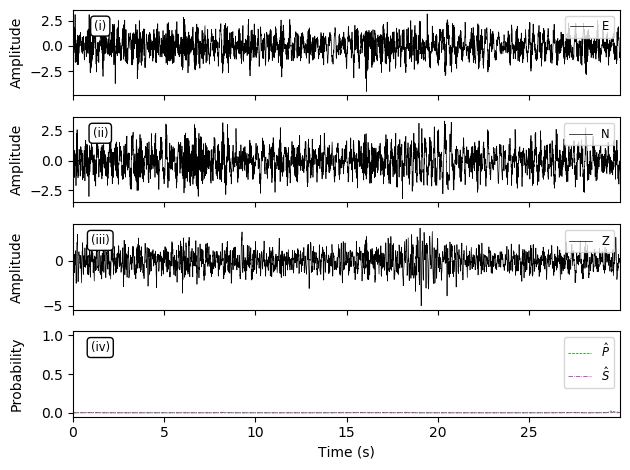 Amplitude
2.5
0.0
−2.5
(i)
E
Amplitude
2.5
0.0
−2.5
(ii)
N
Amplitude
0
−5
(iii)
Z
Probability
1.0
0.5
0.0
(iv)
P̂
Ŝ
0 5 10 15 20 25
Time (s)